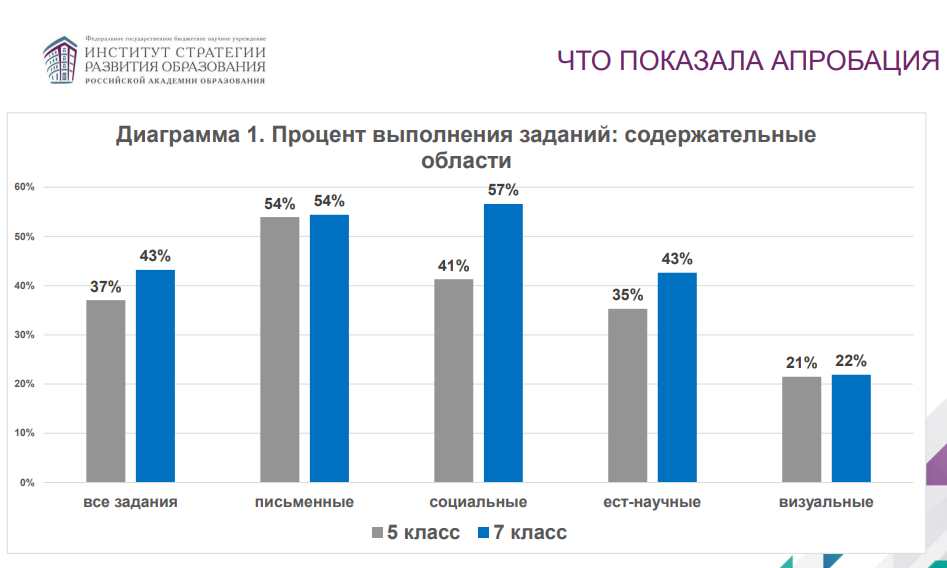 Федеральное государственное бюджетное научное учреждение
ИНСТИТУТ СТРАТЕГИИ
РАЗВИТИЯ ОБРАЗОВАНИЯ
РОССИЙСКОЙ АКАДЕМИИ ОБРАЗОВАНИЯ
ЧТО ПОКАЗАЛА АПРОБАЦИЯ
Диаграмма 1. Процент выполнения заданий: содержательные
области
60%
50%
40%
30%
20%
10%
0%
37% 43% 54% 54% 41% 57% 35% 43% 21% 22%
все задания письменные социальные ест-научные визуальные
5 класс 7 класс